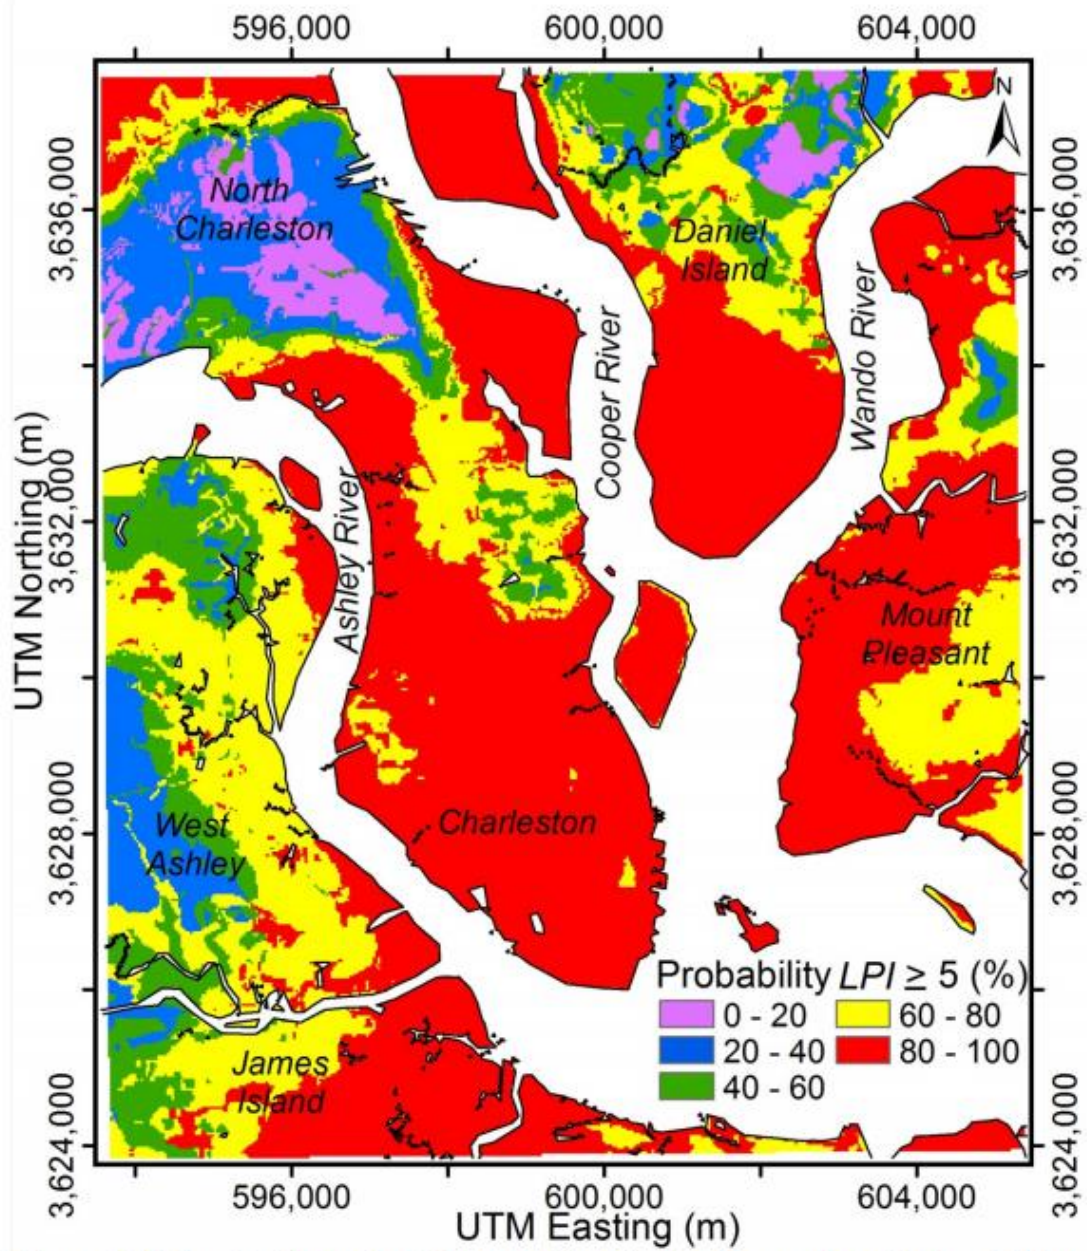 596,000 600,000 604,000
3,636,000
3,632,000
3,628,000
3,624,000
UTM Northing (m)
N
North
Charleston
Daniel
Island
Cooper River
Wando River
Ashley River
Mount
Pleasant
Charleston
West
Ashley
James
Island
Probability LPI ≥ 5 (%)
0 - 20
20 - 40
40 - 60
60 - 80
80 - 100
3,636,000
3,632,000
3,628,000
3,624,000
596,000 600,000 604,000
UTM Easting (m)